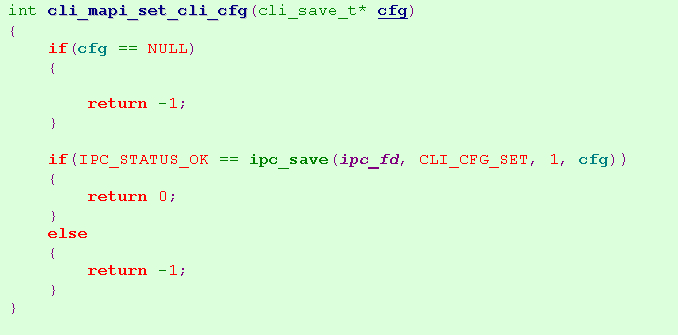 int cli_mapi_set_cli_cfg(cli_save_t* cfg)
{
    if(cfg == NULL)
    {
        return -1;
    }
    if(IPC_STATUS_OK == ipc_save(ipc_fd, CLI_CFG_SET, 1, cfg))
    {
        return 0;
    }
    else
    {
        return -1;
    }
}